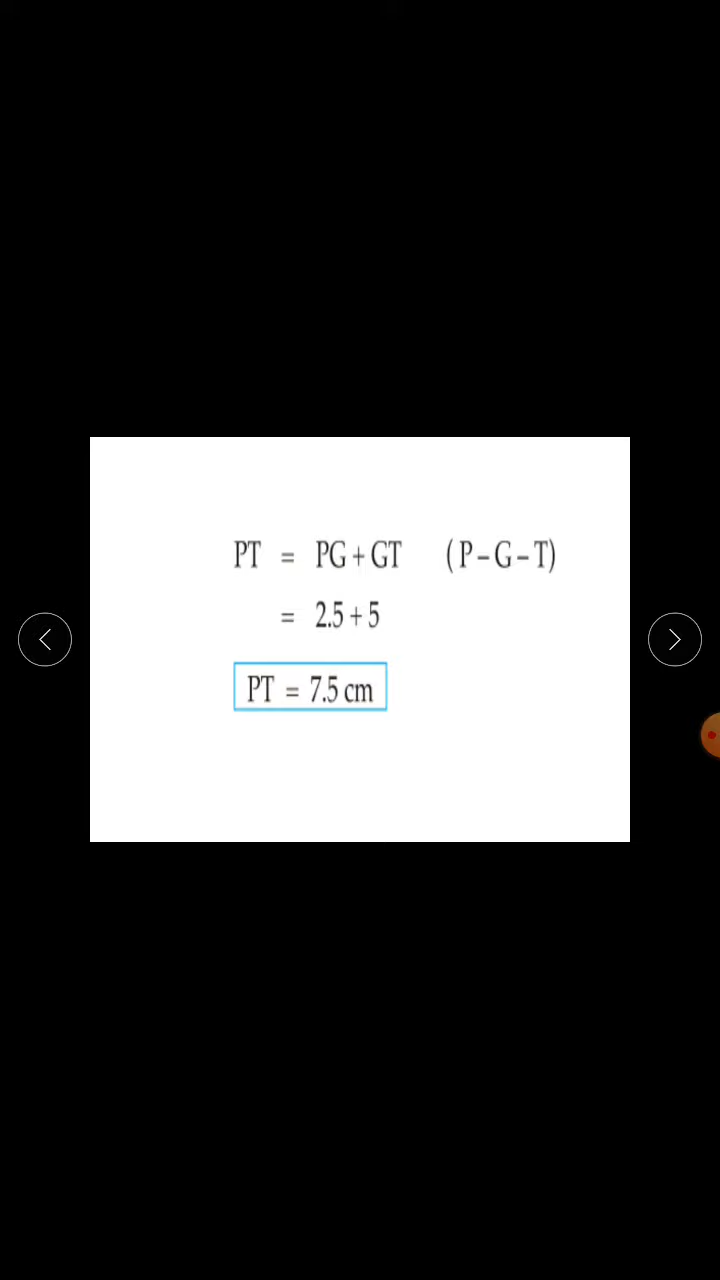 PT = PG + GT (P – G – T)
= 2.5 + 5
PT = 7.5 cm